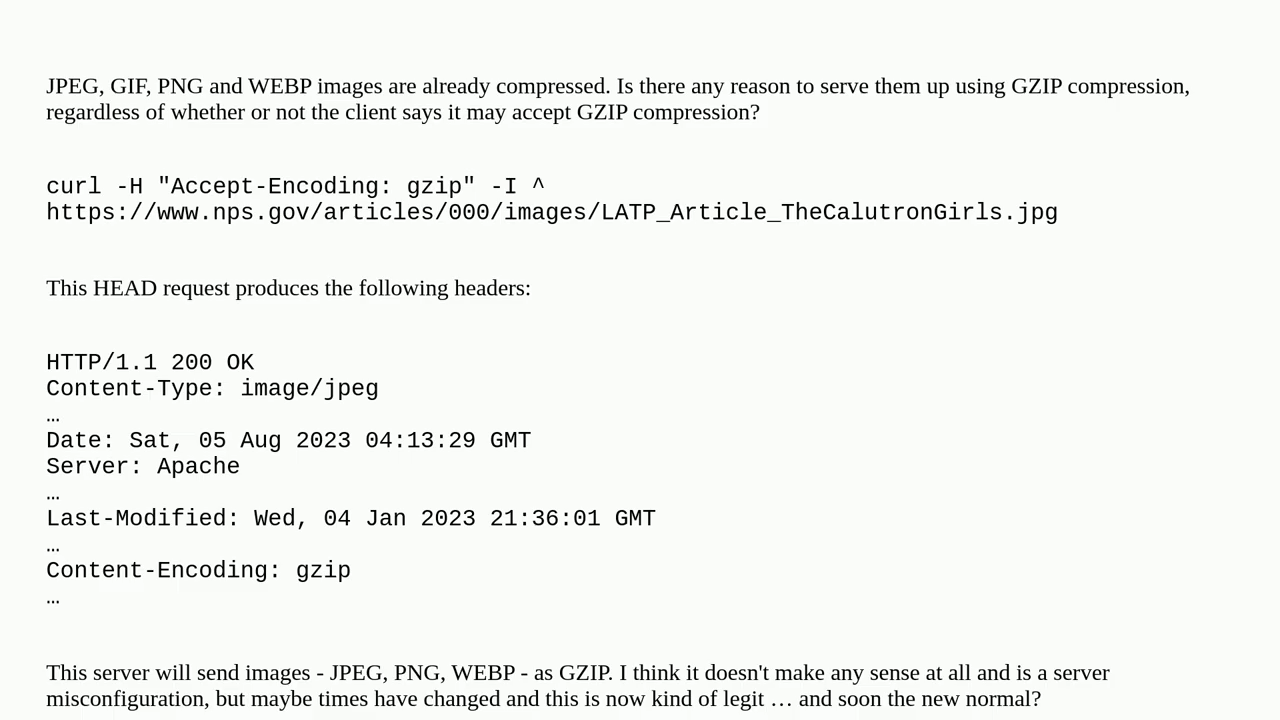 JPEG, GIF, PNG and WEBP images are already compressed. Is there any reason to serve them up using GZIP compression,
regardless of whether or not the client says it may accept GZIP compression?
curl -H "Accept-Encoding: gzip" -I ^
https://www.nps.gov/articles/000/images/LATP_Article_TheCalutronGirls.jpg
This HEAD request produces the following headers:
HTTP/1.1 200 OK
Content-Type: image/jpeg
…
Date: Sat, 05 Aug 2023 04:13:29 GMT
Server: Apache
…
Last-Modified: Wed, 04 Jan 2023 21:36:01 GMT
…
Content-Encoding: gzip
…
This server will send images - JPEG, PNG, WEBP - as GZIP. I think it doesn't make any sense at all and is a server
misconfiguration, but maybe times have changed and this is now kind of legit … and soon the new normal?